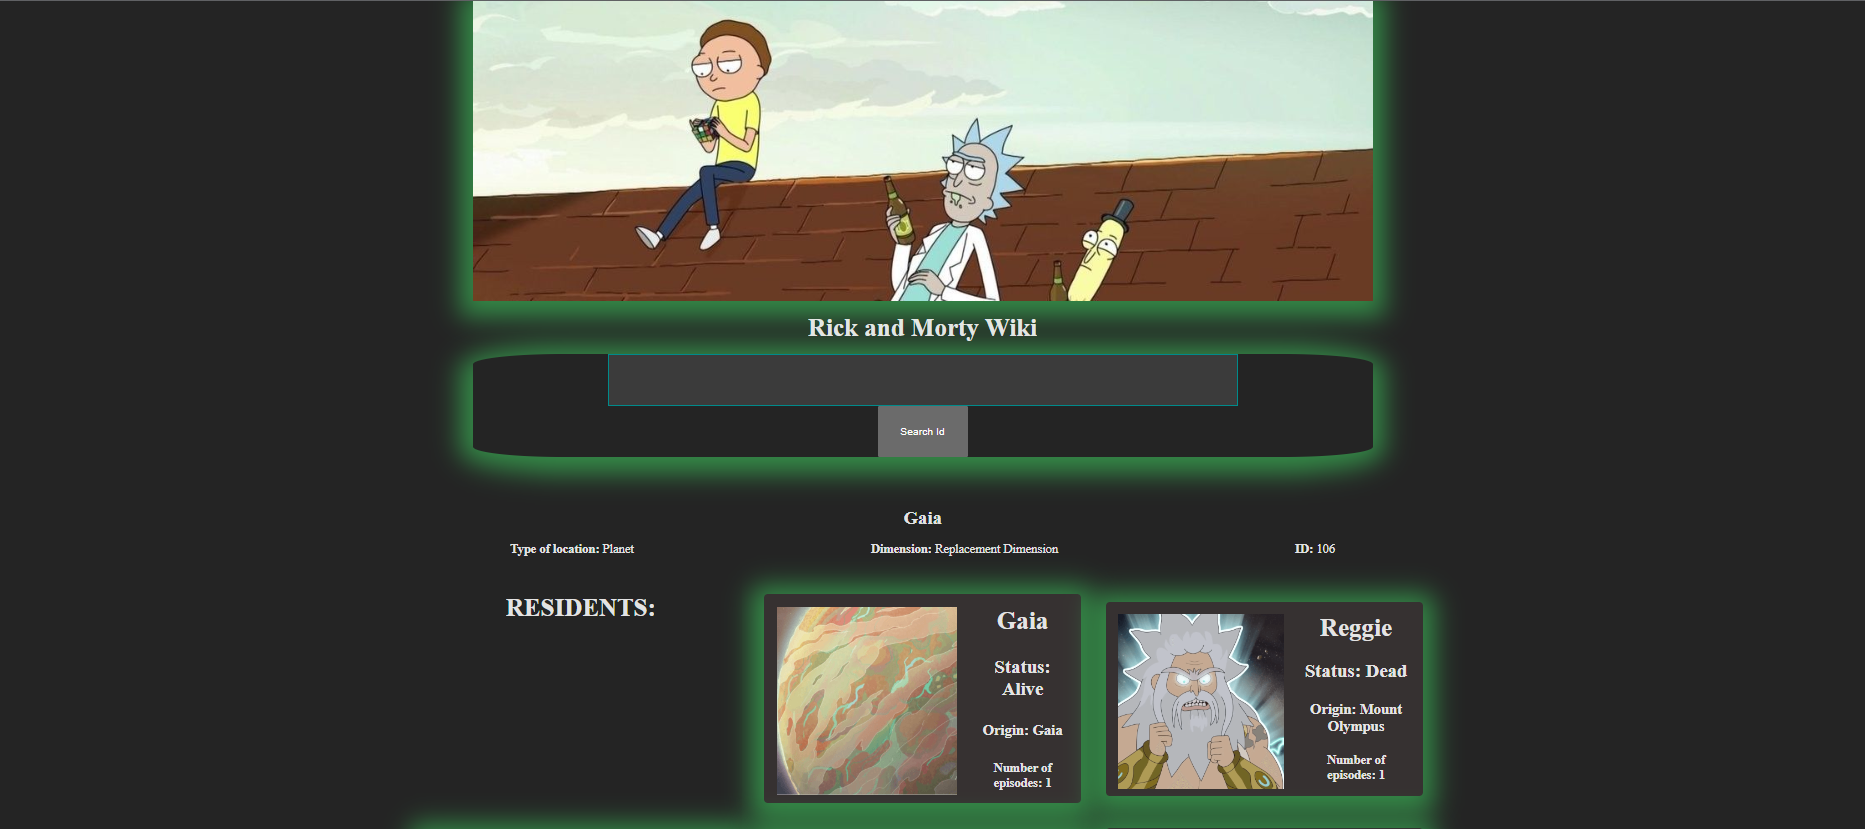 Rick and Morty Wiki
Search Id
Gaia
Type of location: Planet
Dimension: Replacement Dimension
ID: 106
RESIDENTS:
Gaia
Status:
Alive
Origin: Gaia
Number of
episodes: 1
Reggie
Status: Dead
Origin: Mount
Olympus
Number of
episodes: 1